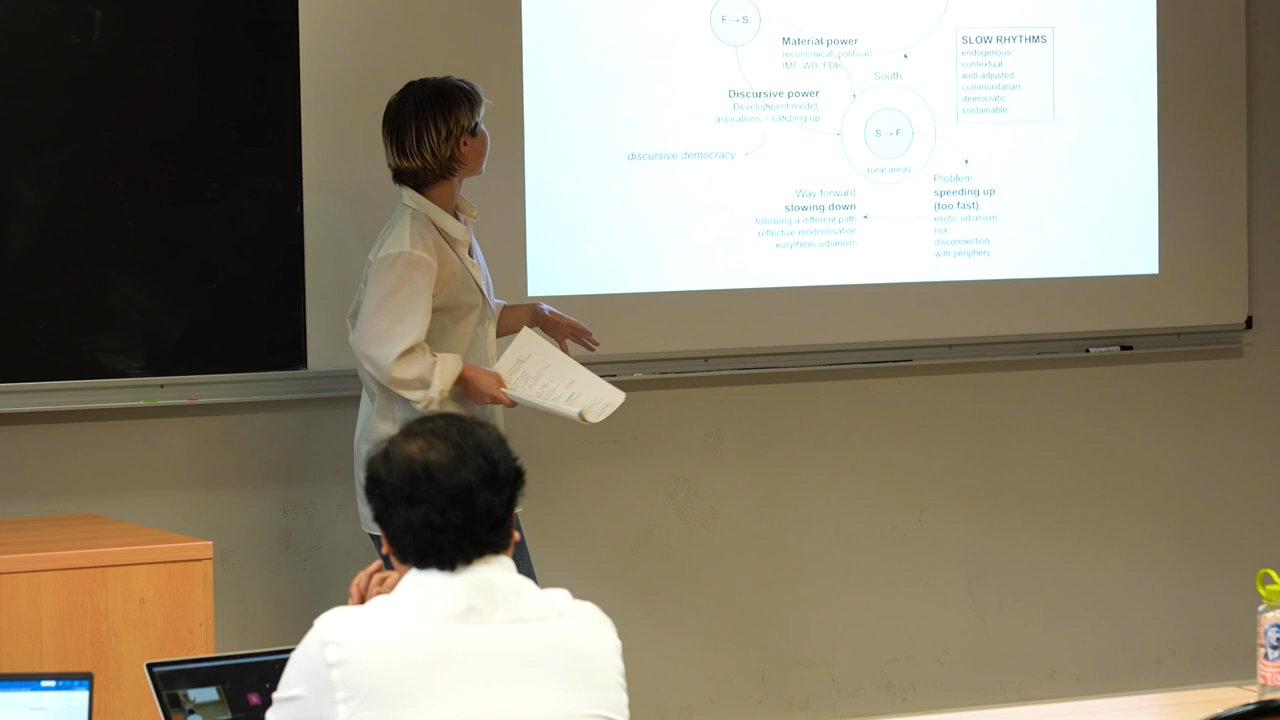 F → S
Material power
(economical, political)
IMF, WB, FDI
South
SLOW RHYTHMS
endogenous
contextual
well-adjusted
communitarian
democratic
sustainable
Discursive power
Development model,
aspirations = catching up
S → F
discursive democracy
rural areas
Way forward
slowing down
following a different path
reflective modernisation
eurythmic urbanism
Problem
speeding up
(too fast)
exotic urbanism
risk
disconnection
with periphery